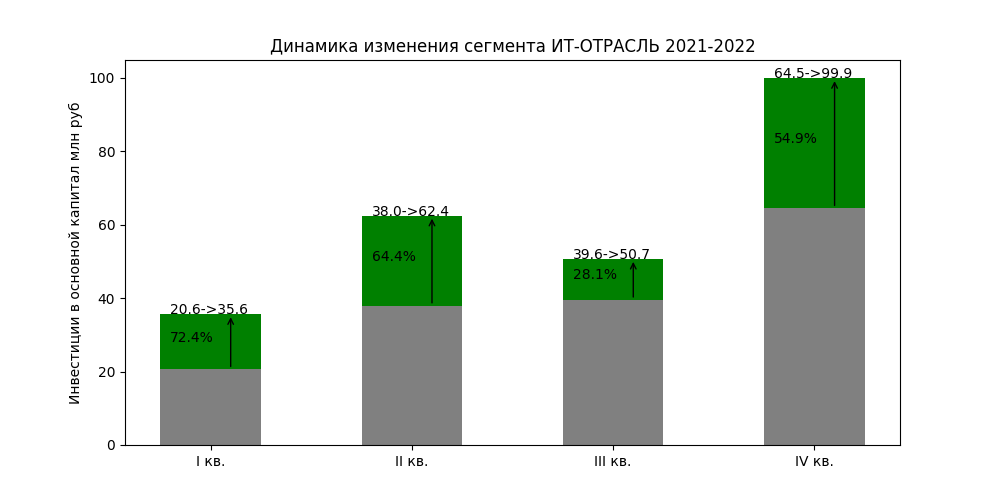 Динамика изменения сегмента ИТ-ОТРАСЛЬ 2021-2022
Инвестиции в основной капитал млн руб
100
80
60
40
20
0
20.6->35.6
72.4%
38.0->62.4
64.4%
39.6->50.7
28.1%
64.5->99.9
54.9%
I кв.
II кв.
III кв.
IV кв.